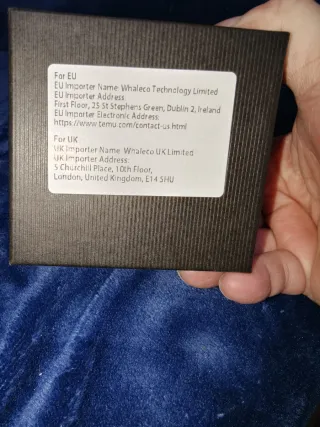 For EU
EU Importer Name: Whaleco Technology Limited
EU Importer Address:
First Floor, 25 St Stephens Green, Dublin 2, Ireland
EU Importer Electronic Address:
https://www.temu.com/contact-us.html
For UK
UK Importer Name: Whaleco UK Limited
UK Importer Address:
5 Churchill Place, 10th Floor,
London, United Kingdom, E14 5HU